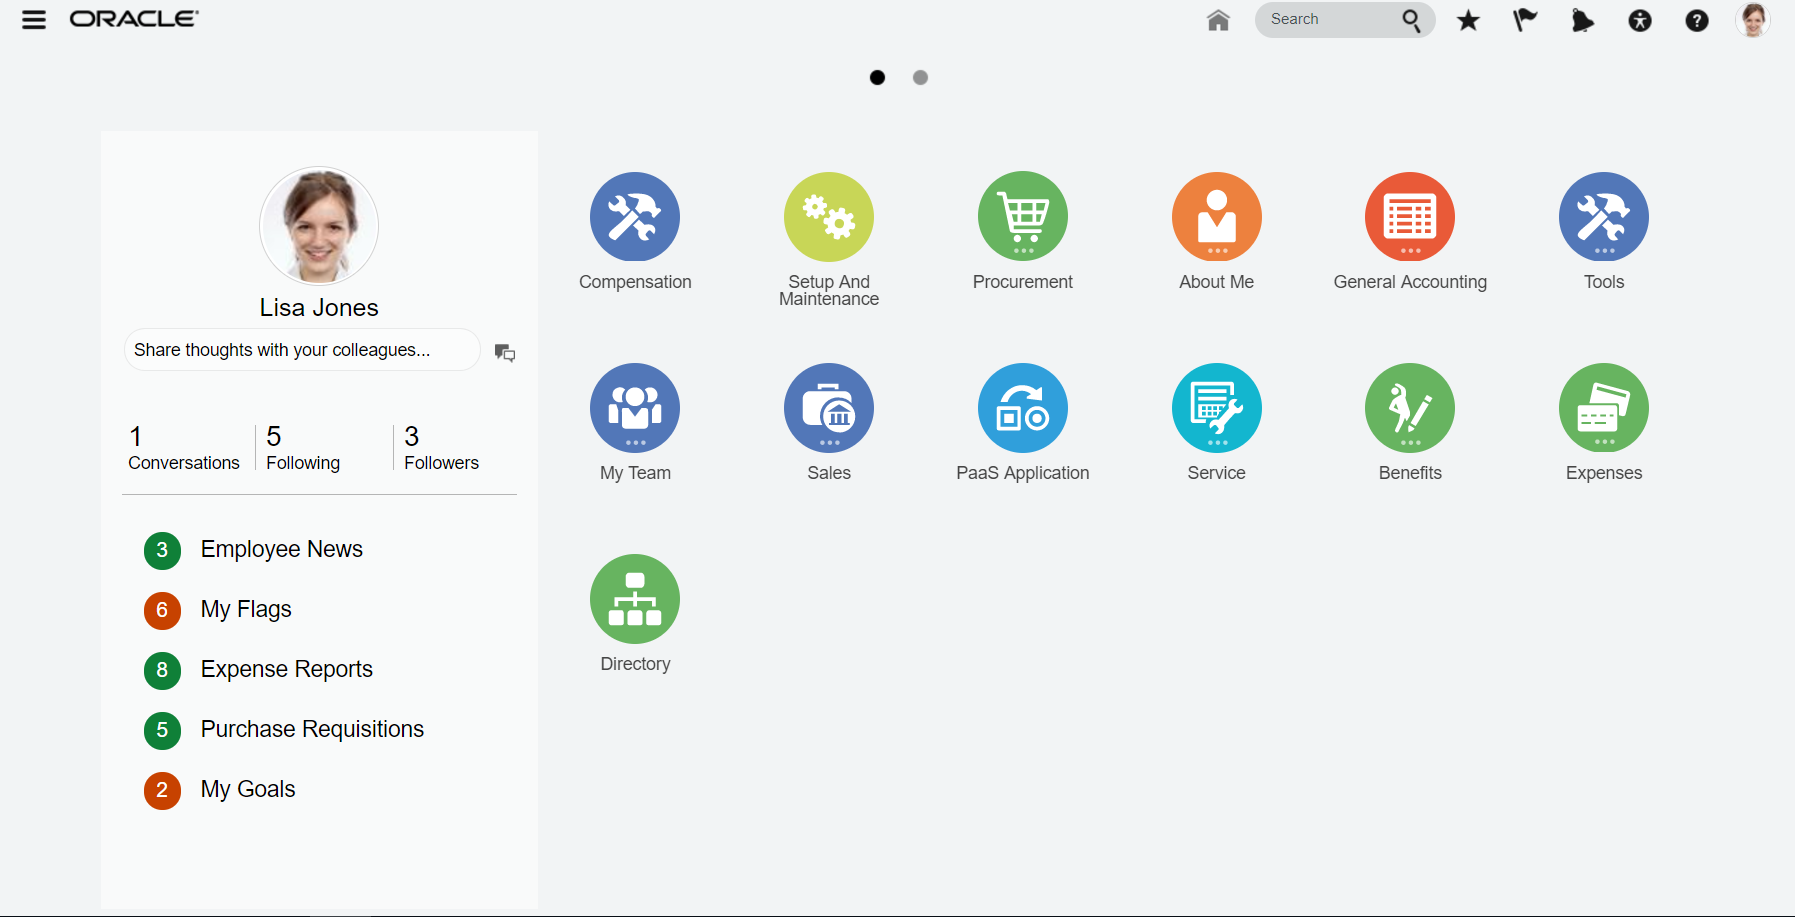 ORACLE
Search
Lisa Jones
Share thoughts with your colleagues...
1
Conversations
5
Following
3
Followers
3 Employee News
6 My Flags
8 Expense Reports
5 Purchase Requisitions
2 My Goals
Compensation
Setup And
Maintenance
Procurement
About Me
General Accounting
Tools
My Team
Sales
PaaS Application
Service
Benefits
Expenses
Directory